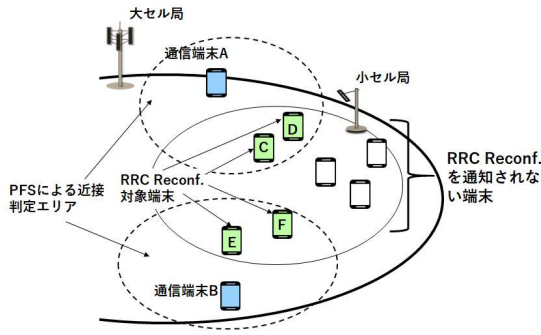 大セル局
通信端末A
小セル局
D
C
RRC Reconf.
を通知されな
い端末
PFSによる近接
判定エリア
RRC Reconf.
対象端末
F
E
通信端末B